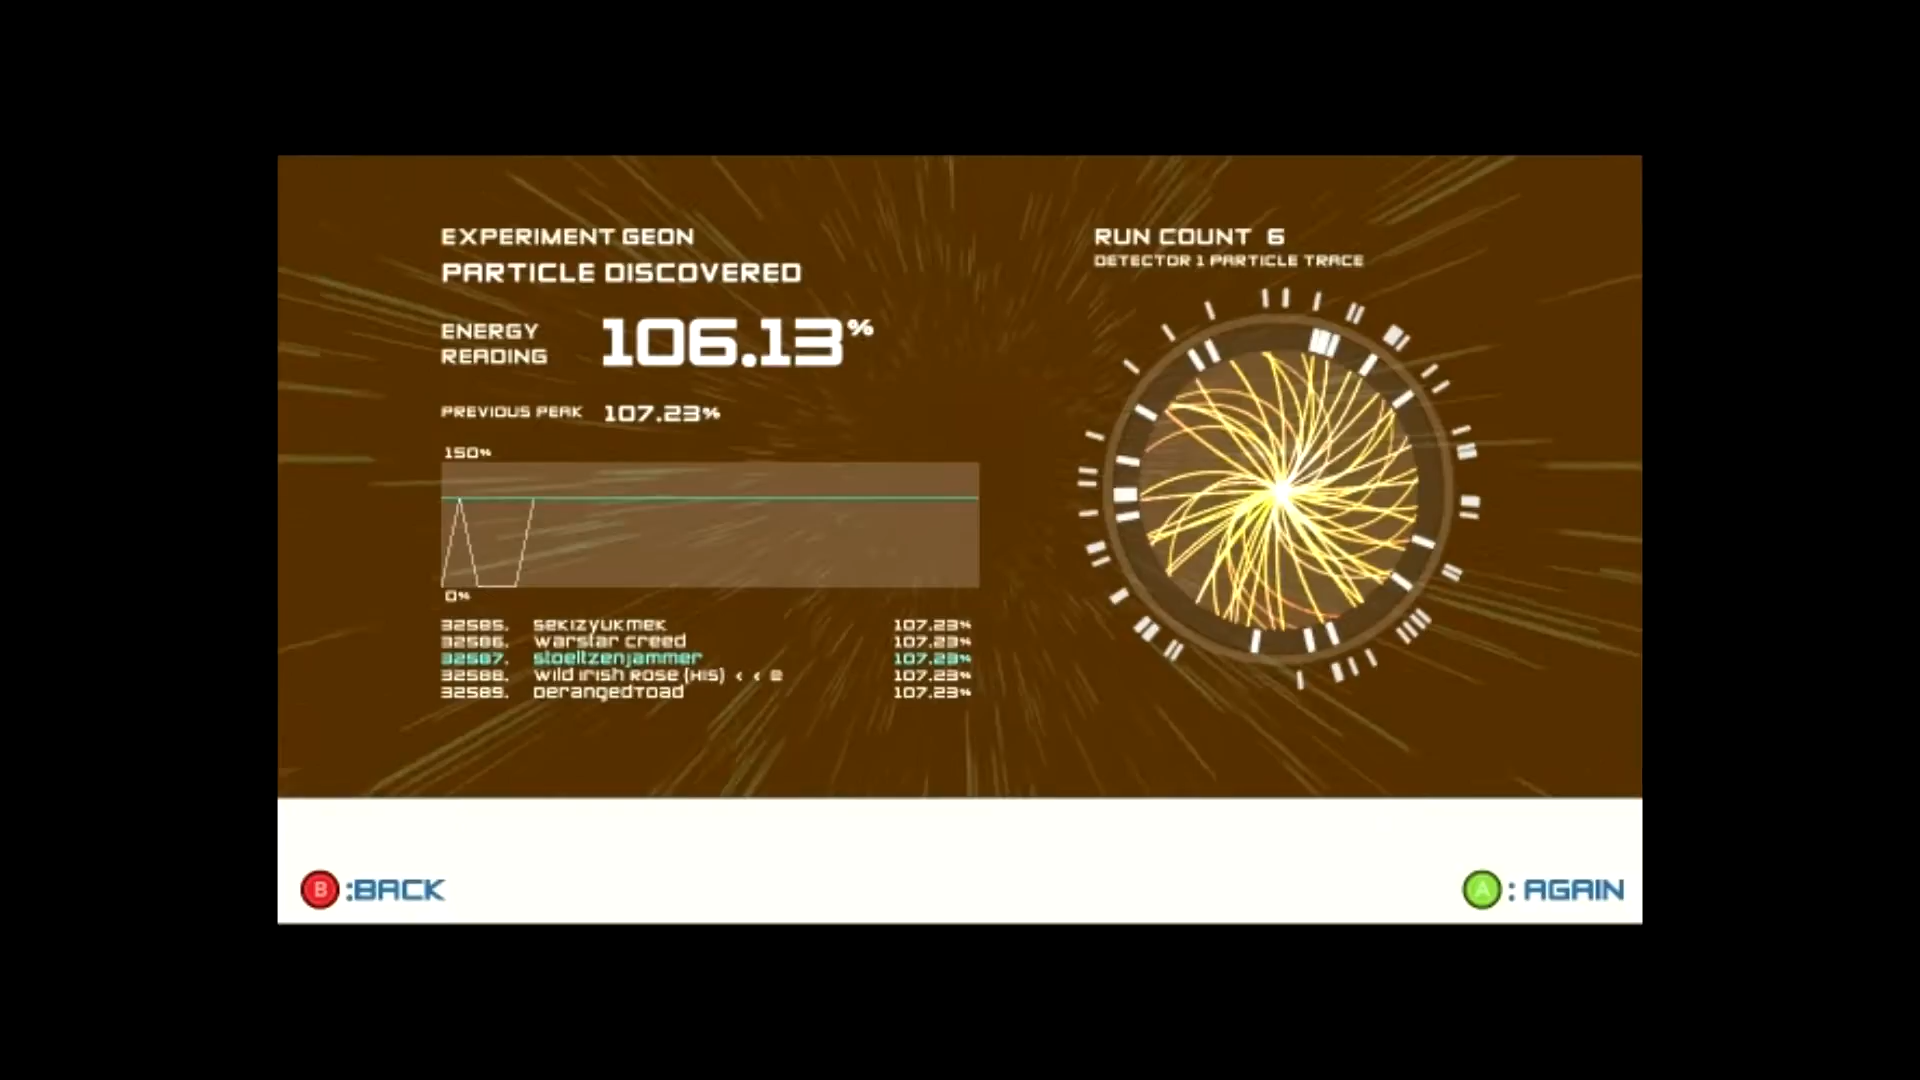 EXPERIMENT GEON
PARTICLE DISCOVERED
ENERGY READING 106.13%
PREVIOUS PEAK 107.23%
150%
0%
32585. sekizyukmek 107.23%
32586. warstar creed 107.23%
32587. stoeltzenjammer 107.23%
32588. wild irish Rose (HIS) < < 107.23%
32589. DerangedToad 107.23%
RUN COUNT 6
DETECTOR 1 PARTICLE TRACE
B :BACK
A : AGAIN